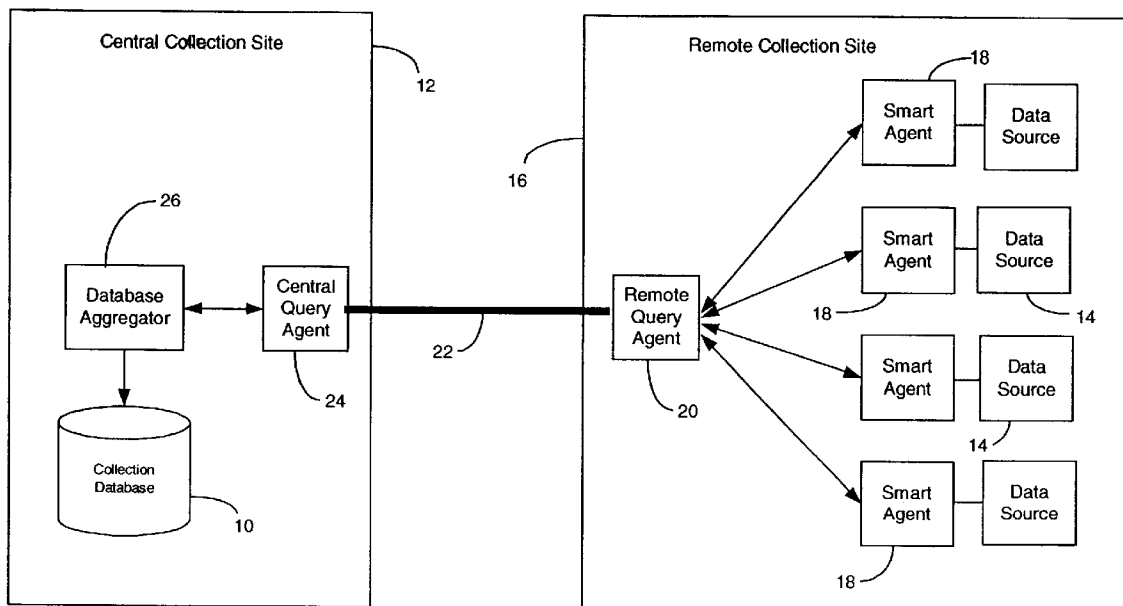 Central Collection Site
12
26
Database
Aggregator
Central
Query
Agent
22
24
Collection
Database
10
Remote Collection Site
16
18
Smart
Agent
Data
Source
Smart
Agent
Data
Source
18
14
Remote
Query
Agent
20
Smart
Agent
Data
Source
14
Smart
Agent
Data
Source
18